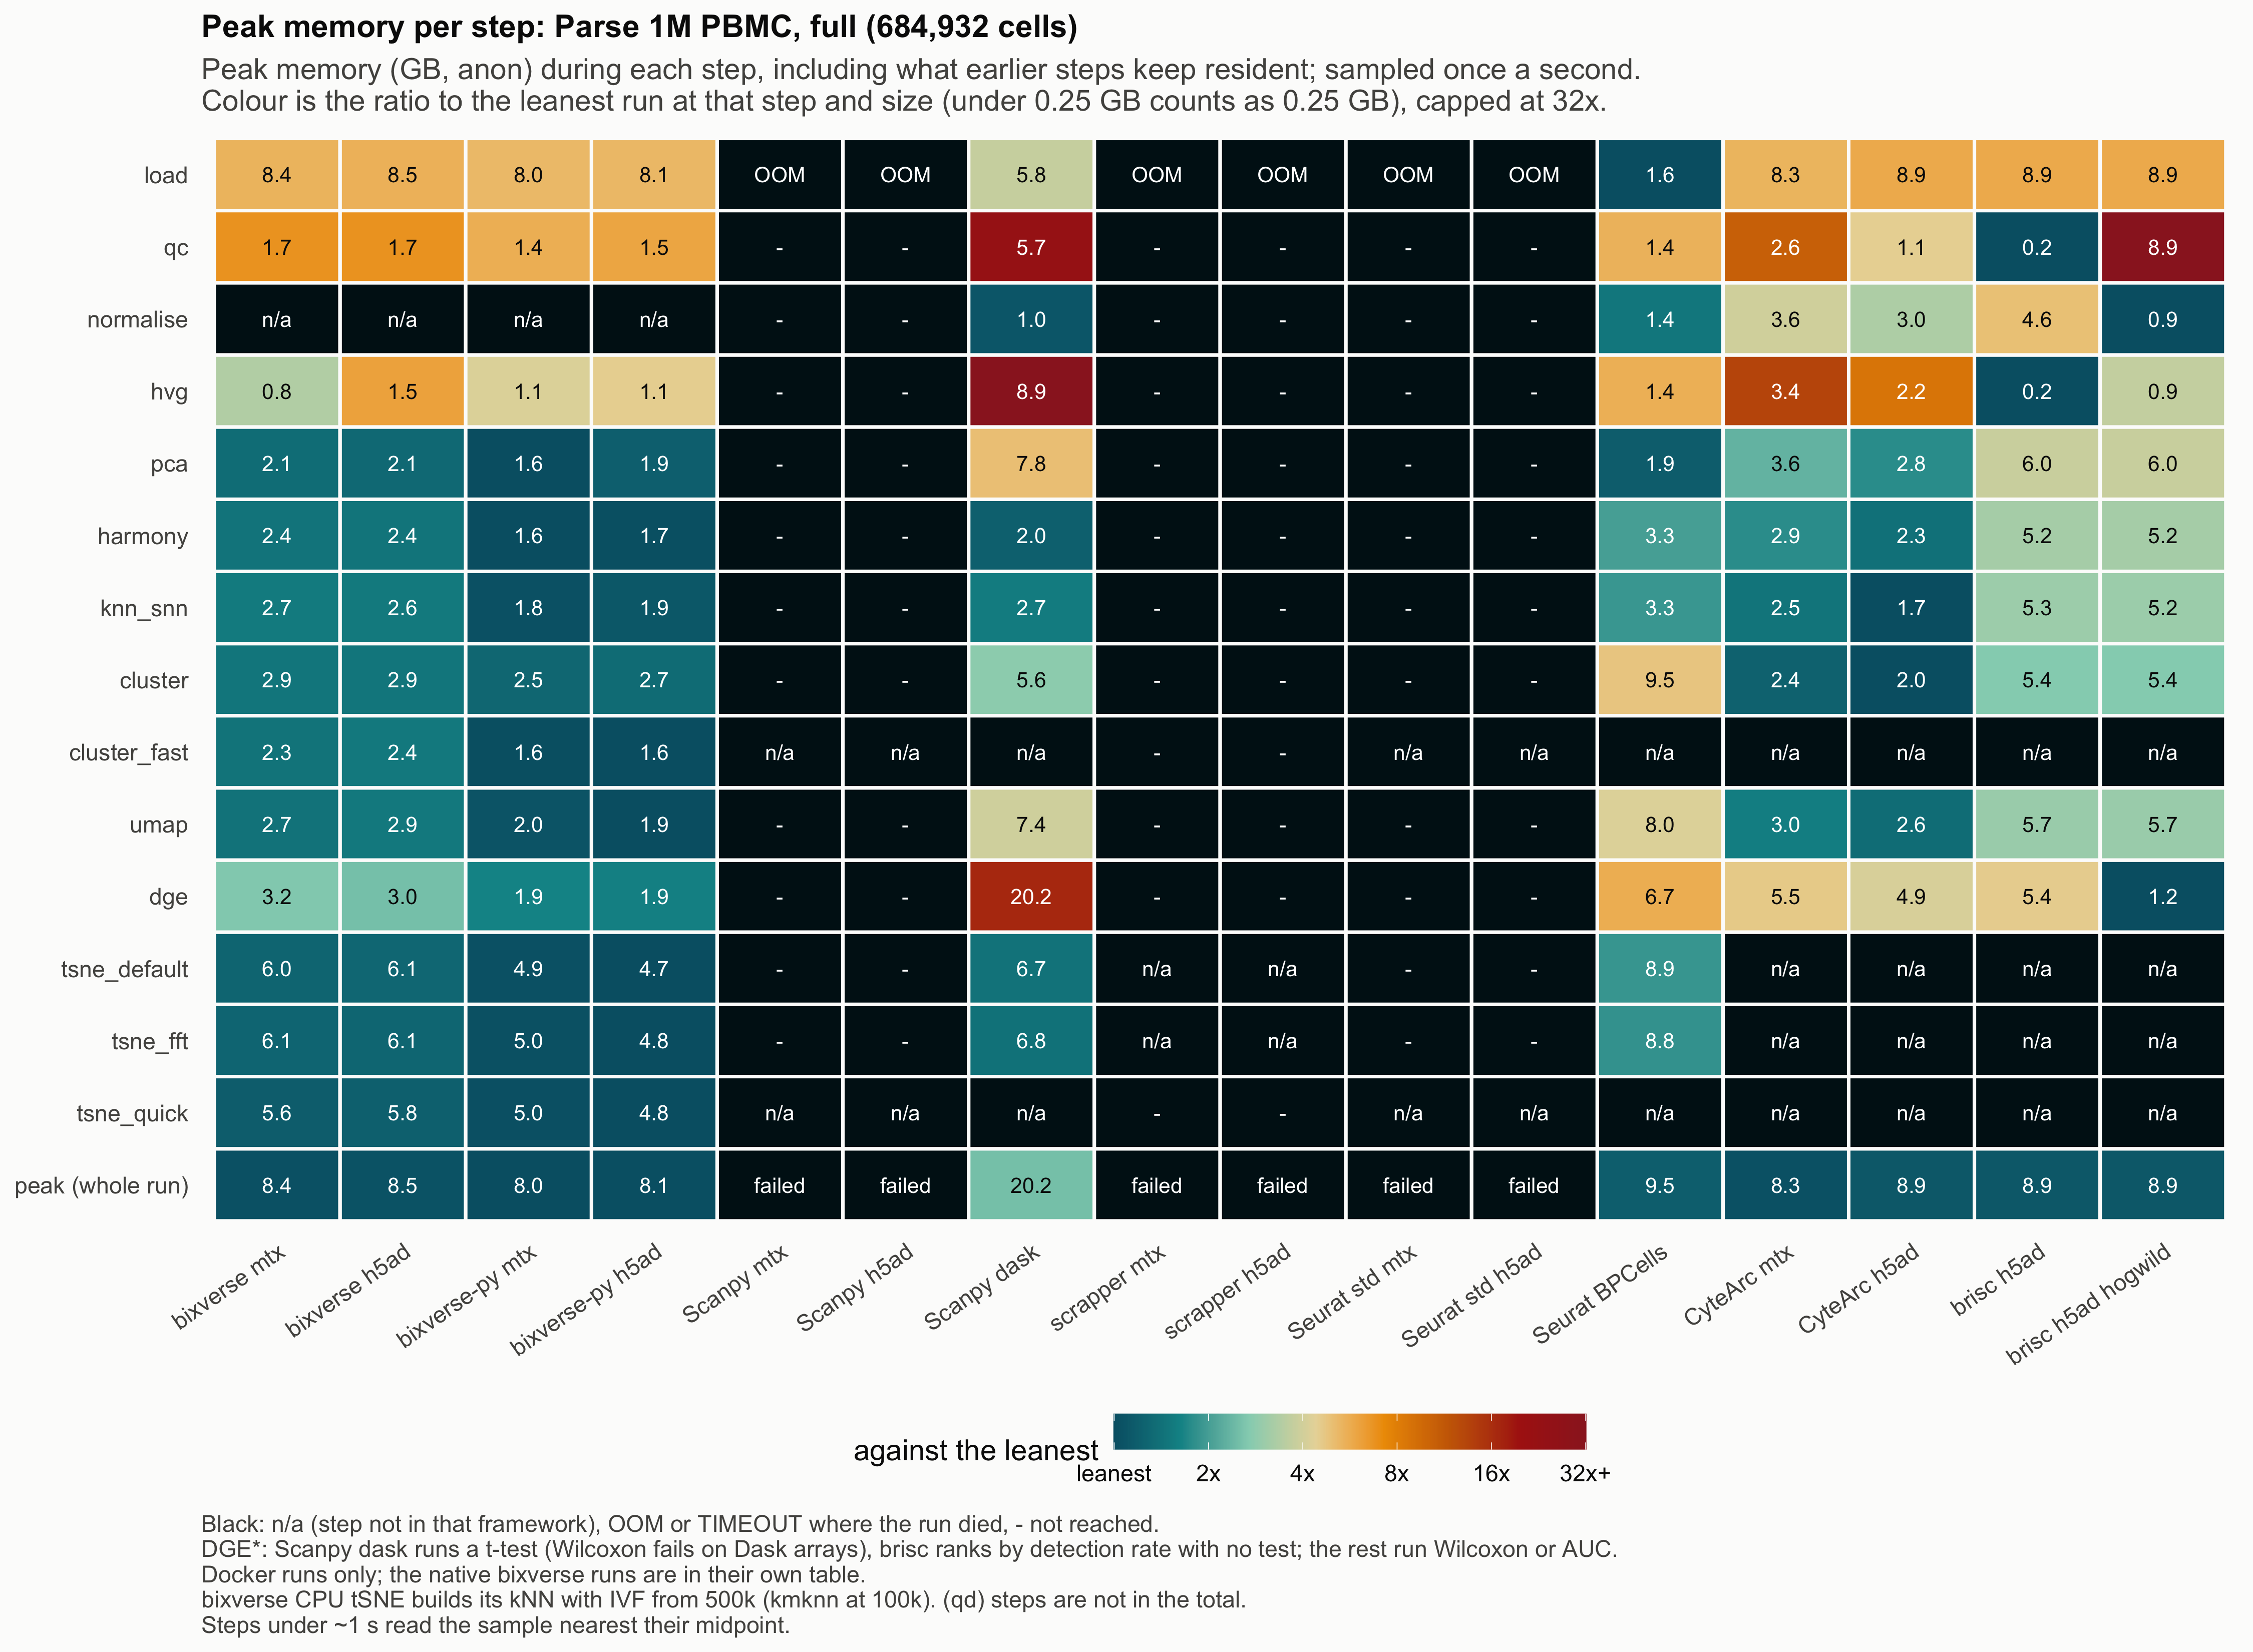 Peak memory per step: Parse 1M PBMC, full (684,932 cells)
Peak memory (GB, anon) during each step, including what earlier steps keep resident; sampled once a second.
Colour is the ratio to the leanest run at that step and size (under 0.25 GB counts as 0.25 GB), capped at 32x.
load 8.4 8.5 8.0 8.1 OOM OOM 5.8 OOM OOM OOM OOM 1.6 8.3 8.9 8.9 8.9
qc 1.7 1.7 1.4 1.5 - - 5.7 - - - - 1.4 2.6 1.1 0.2 8.9
normalise n/a n/a n/a n/a - - 1.0 - - - - 1.4 3.6 3.0 4.6 0.9
hvg 0.8 1.5 1.1 1.1 - - 8.9 - - - - 1.4 3.4 2.2 0.2 0.9
pca 2.1 2.1 1.6 1.9 - - 7.8 - - - - 1.9 3.6 2.8 6.0 6.0
harmony 2.4 2.4 1.6 1.7 - - 2.0 - - - - 3.3 2.9 2.3 5.2 5.2
knn_snn 2.7 2.6 1.8 1.9 - - 2.7 - - - - 3.3 2.5 1.7 5.3 5.2
cluster 2.9 2.9 2.5 2.7 - - 5.6 - - - - 9.5 2.4 2.0 5.4 5.4
cluster_fast 2.3 2.4 1.6 1.6 n/a n/a n/a - - n/a n/a n/a n/a n/a n/a n/a
umap 2.7 2.9 2.0 1.9 - - 7.4 - - - - 8.0 3.0 2.6 5.7 5.7
dge 3.2 3.0 1.9 1.9 - - 20.2 - - - - 6.7 5.5 4.9 5.4 1.2
tsne_default 6.0 6.1 4.9 4.7 - - 6.7 n/a n/a - - 8.9 n/a n/a n/a n/a
tsne_fft 6.1 6.1 5.0 4.8 - - 6.8 n/a n/a - - 8.8 n/a n/a n/a n/a
tsne_quick 5.6 5.8 5.0 4.8 n/a n/a n/a - - n/a n/a n/a n/a n/a n/a n/a
peak (whole run) 8.4 8.5 8.0 8.1 failed failed 20.2 failed failed failed failed 9.5 8.3 8.9 8.9 8.9
bixverse mtx
bixverse h5ad
bixverse-py mtx
bixverse-py h5ad
Scanpy mtx
Scanpy h5ad
Scanpy dask
scrapper mtx
scrapper h5ad
Seurat std mtx
Seurat std h5ad
Seurat BPCells
CyteArc mtx
CyteArc h5ad
brisc h5ad
brisc h5ad hogwild
against the leanest
leanest 2x 4x 8x 16x 32x+
Black: n/a (step not in that framework), OOM or TIMEOUT where the run died, - not reached.
DGE*: Scanpy dask runs a t-test (Wilcoxon fails on Dask arrays), brisc ranks by detection rate with no test; the rest run Wilcoxon or AUC.
Docker runs only; the native bixverse runs are in their own table.
bixverse CPU tSNE builds its kNN with IVF from 500k (kmknn at 100k). (qd) steps are not in the total.
Steps under ~1 s read the sample nearest their midpoint.